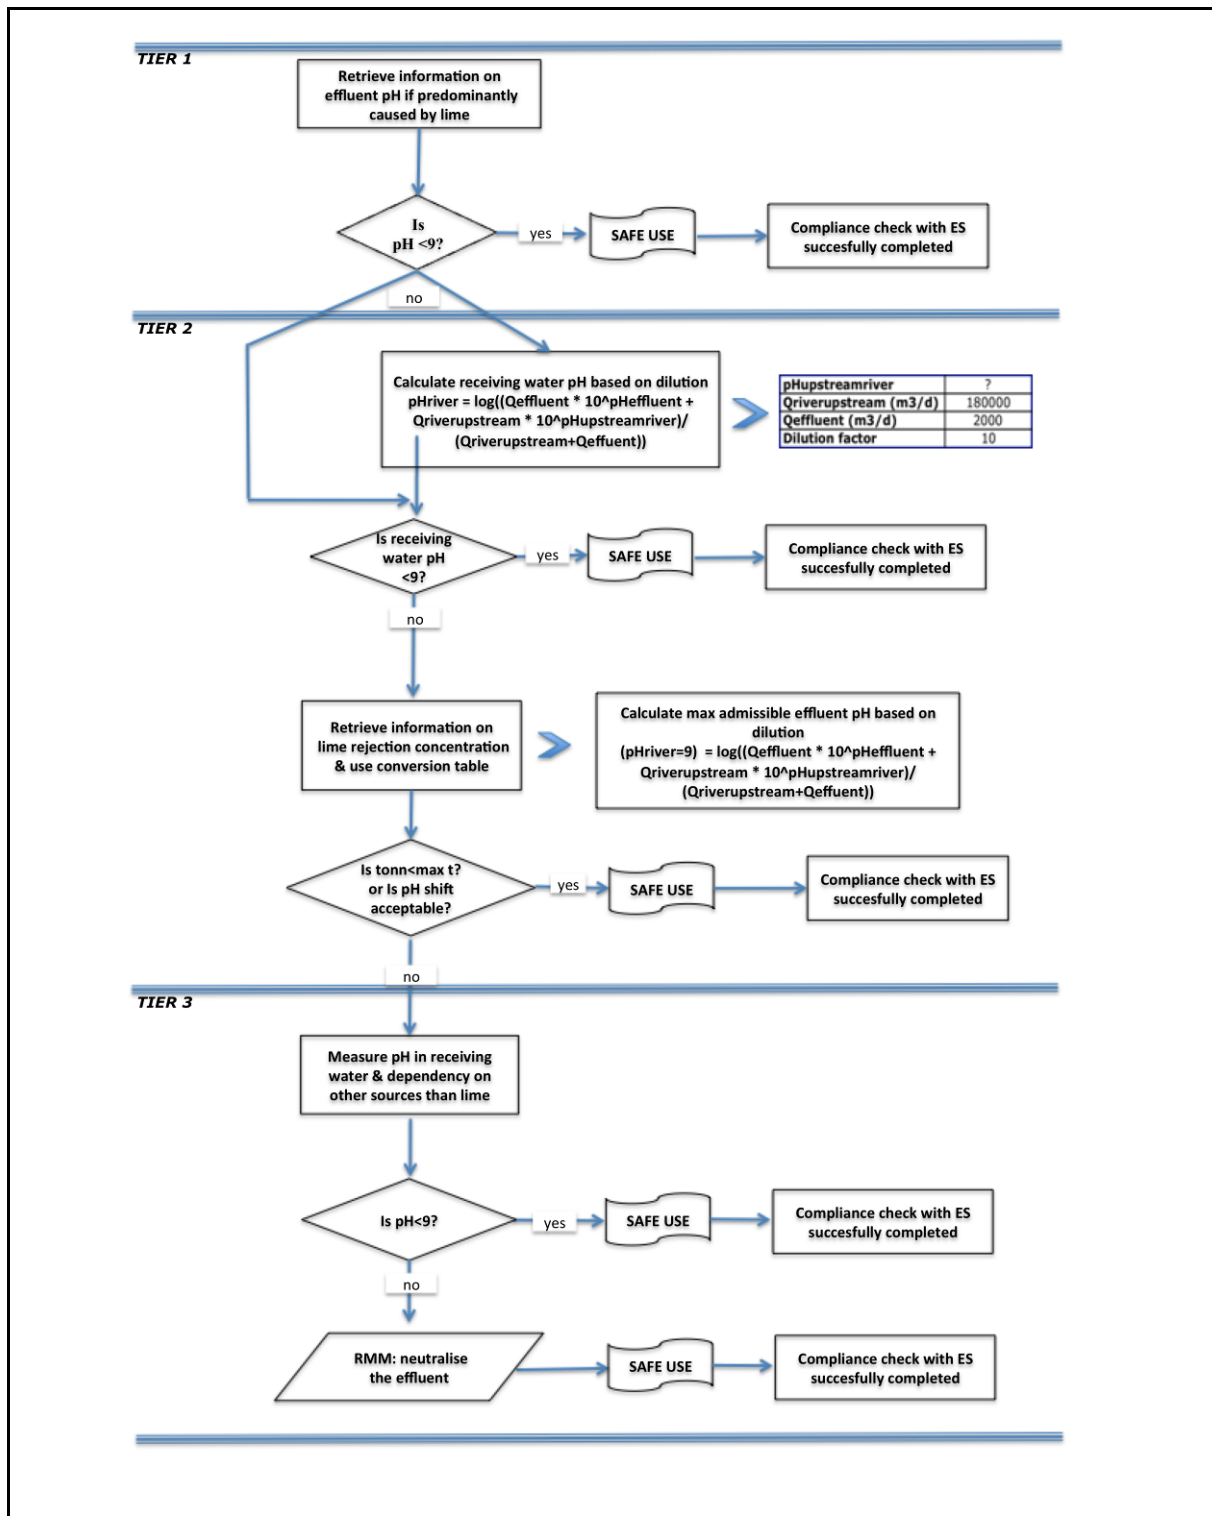 TIER 1
Retrieve information on
effluent pH if predominantly
caused by lime
Is
pH <9?
yes
SAFE USE
Compliance check with ES
succesfully completed
no
TIER 2
Calculate receiving water pH based on dilution
pHriver = log((Qeffluent * 10^pHeffluent +
Qriverupstream * 10^pHupstreamriver)/
(Qriverupstream+Qeffuent))
pHupstreamriver ?
Qriverupstream (m3/d) 180000
Qeffluent (m3/d) 2000
Dilution factor 10
Is receiving
water pH
<9?
yes
SAFE USE
Compliance check with ES
succesfully completed
no
Retrieve information on
lime rejection concentration
& use conversion table
Calculate max admissible effluent pH based on
dilution
(pHriver=9) = log((Qeffluent * 10^pHeffluent +
Qriverupstream * 10^pHupstreamriver)/
(Qriverupstream+Qeffuent))
Is tonn<max t?
or Is pH shift
acceptable?
yes
SAFE USE
Compliance check with ES
succesfully completed
no
TIER 3
Measure pH in receiving
water & dependency on
other sources than lime
Is pH<9?
yes
SAFE USE
Compliance check with ES
succesfully completed
no
RMM: neutralise
the effluent
SAFE USE
Compliance check with ES
succesfully completed